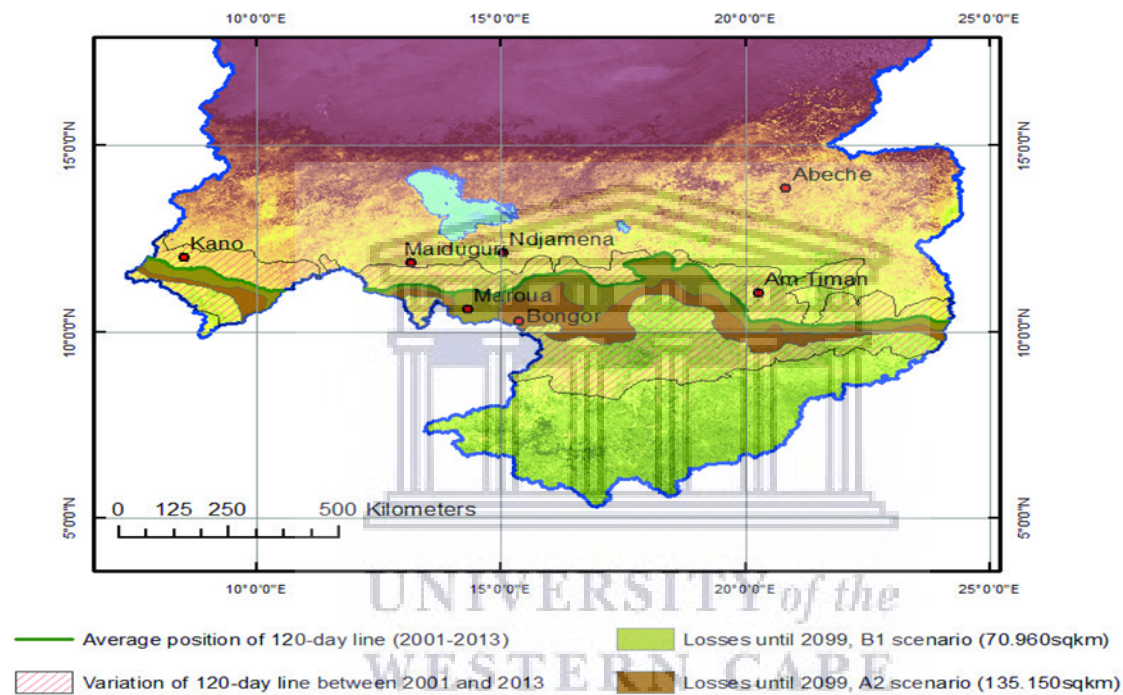 10°0'0"E 15°0'0"E 20°0'0"E 25°0'0"E
15°0'0"N 15°0'0"N
Abeche
Kano
Maiduguri Ndjamena
Am Timan
Maroua
Bongor
10°0'0"N 10°0'0"N
0 125 250 500 Kilometers
5°0'0"N 5°0'0"N
10°0'0"E 15°0'0"E 20°0'0"E 25°0'0"E
UNIVERSITY of the
Average position of 120-day line (2001-2013) Losses until 2099, B1 scenario (70.960sqkm)
WESTERN CAPE
Variation of 120-day line between 2001 and 2013 Losses until 2099, A2 scenario (135.150sqkm)